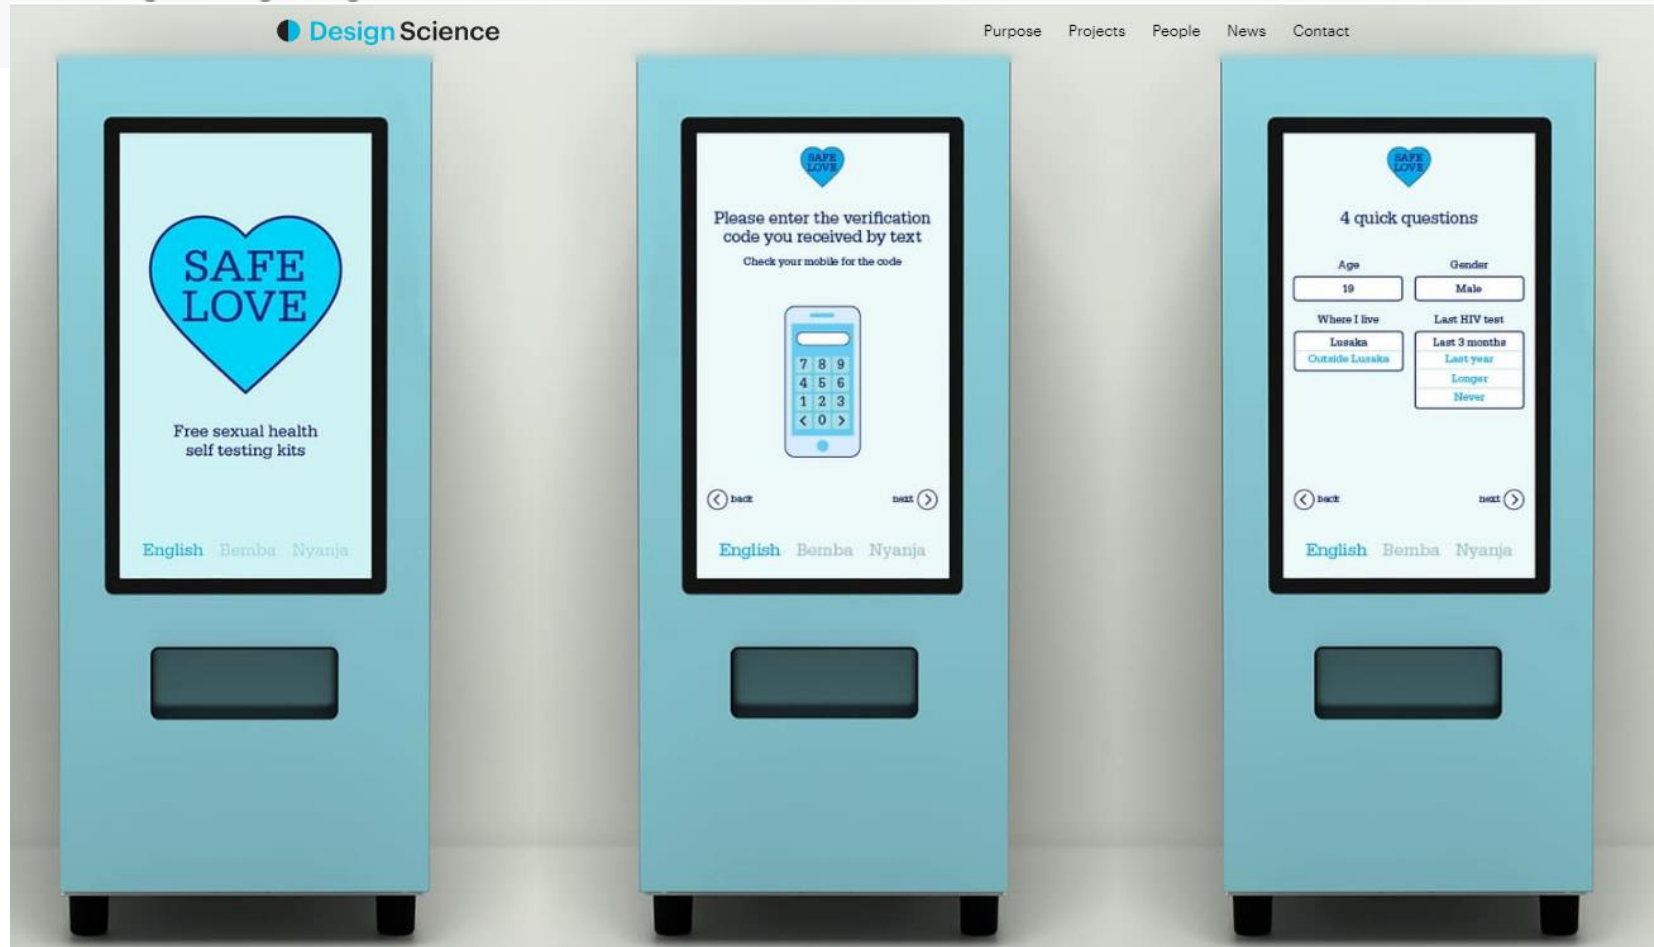 Design Science
Purpose Projects People News Contact
SAFE
LOVE
Free sexual health
self testing kits
English Bemba Nyanja
SAFE
LOVE
Please enter the verification
code you received by text
Check your mobile for the code
7 8 9
4 5 6
1 2 3
< 0 >
back next
English Bemba Nyanja
SAFE
LOVE
4 quick questions
Age Gender
19 Male
Where I live Last HIV test
Lusaka Last 3 months
Outside Lusaka Last year
Longer
Never
back next
English Bemba Nyanja